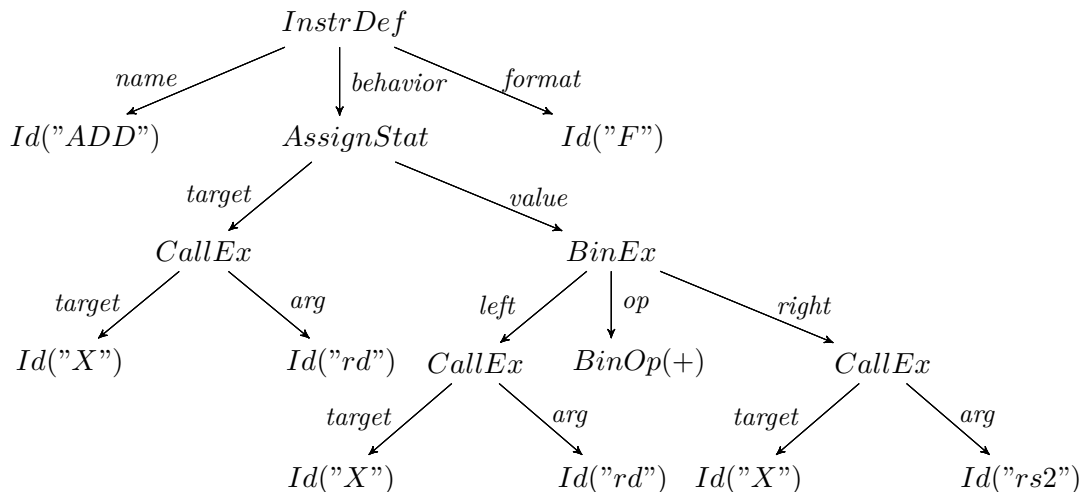 InstrDef
name behavior format
Id("ADD") AssignStat Id("F")
target value
CallEx BinEx
target arg left op right
Id("X") Id("rd") CallEx BinOp(+) CallEx
target arg target arg
Id("X") Id("rd") Id("X") Id("rs2")